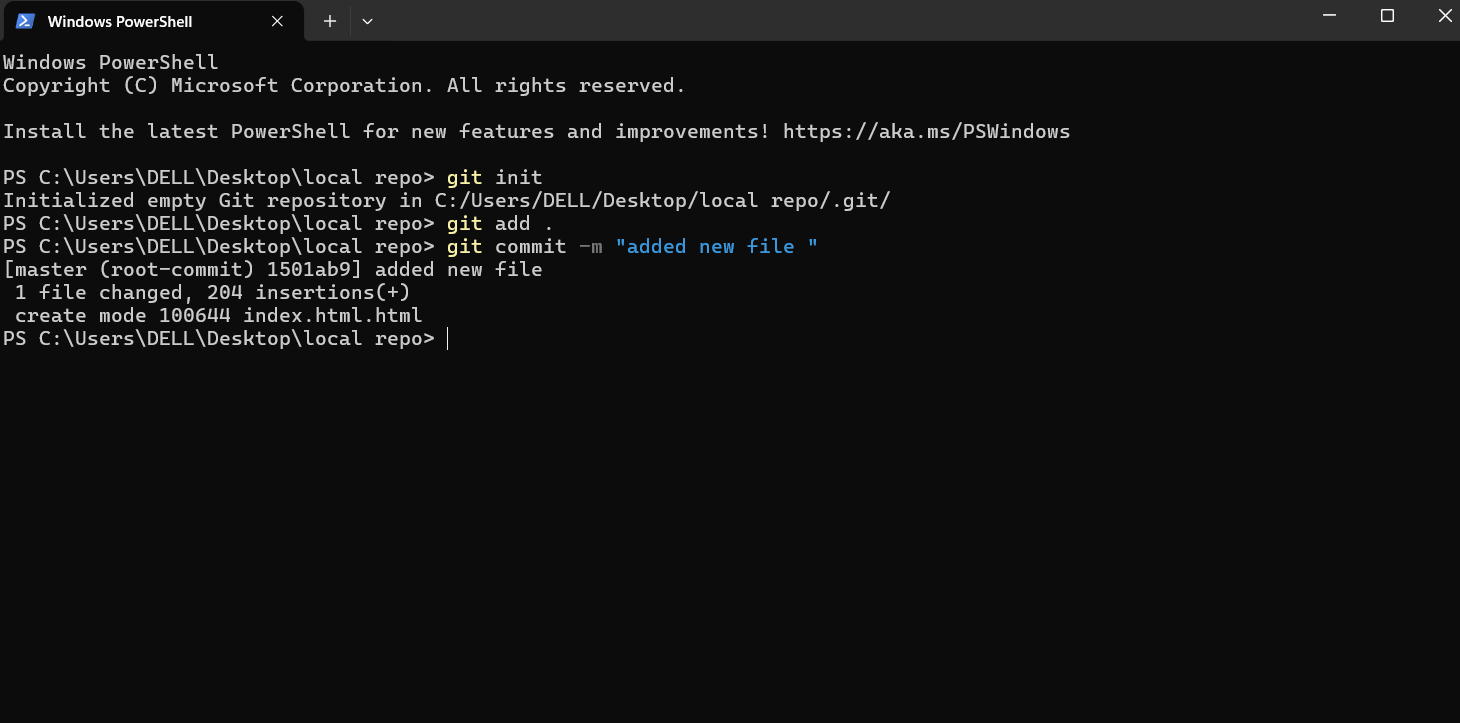 Windows PowerShell
Windows PowerShell
Copyright (C) Microsoft Corporation. All rights reserved.
Install the latest PowerShell for new features and improvements! https://aka.ms/PSWindows
PS C:\Users\DELL\Desktop\local repo> git init
Initialized empty Git repository in C:/Users/DELL/Desktop/local repo/.git/
PS C:\Users\DELL\Desktop\local repo> git add .
PS C:\Users\DELL\Desktop\local repo> git commit -m "added new file "
[master (root-commit) 1501ab9] added new file
 1 file changed, 204 insertions(+)
 create mode 100644 index.html.html
PS C:\Users\DELL\Desktop\local repo>